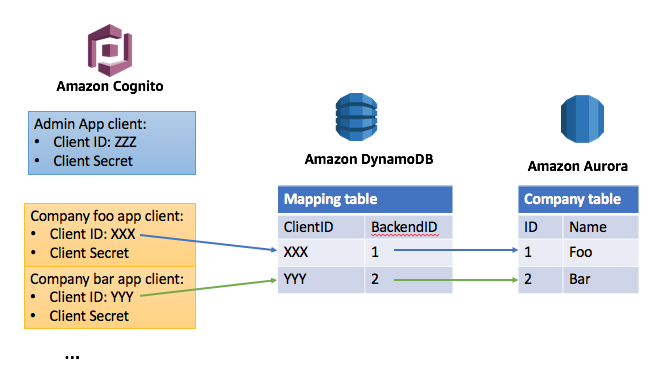 Amazon Cognito
Admin App client:
• Client ID: ZZZ
• Client Secret
Company foo app client:
• Client ID: XXX
• Client Secret
Company bar app client:
• Client ID: YYY
• Client Secret
...
Amazon DynamoDB
Mapping table
ClientID BackendID
XXX 1
YYY 2
Amazon Aurora
Company table
ID Name
1 Foo
2 Bar